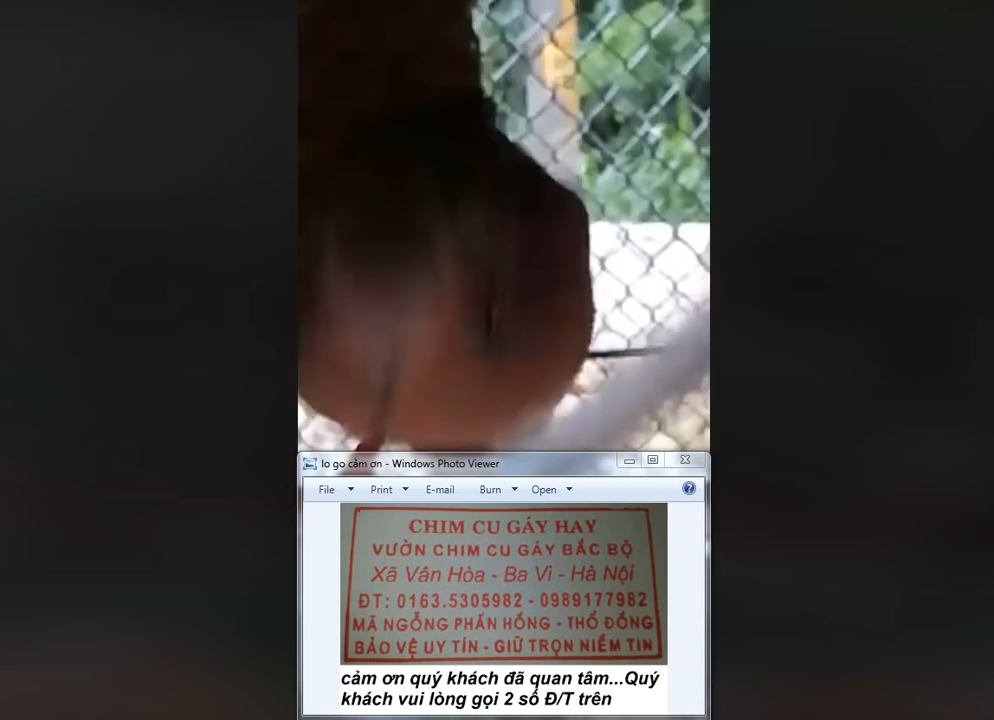 lo go cảm ơn - Windows Photo Viewer
File Print E-mail Burn Open
CHIM CU GÁY HAY
VƯỜN CHIM CU GÁY BẮC BỘ
Xã Vân Hòa - Ba Vì - Hà Nội
ĐT: 0163.5305982 - 0989177982
MÃ NGỖNG PHẤN HỒNG - THỔ ĐỒNG
BẢO VỆ UY TÍN - GIỮ TRỌN NIỀM TIN
cảm ơn quý khách đã quan tâm...Quý
khách vui lòng gọi 2 số Đ/T trên